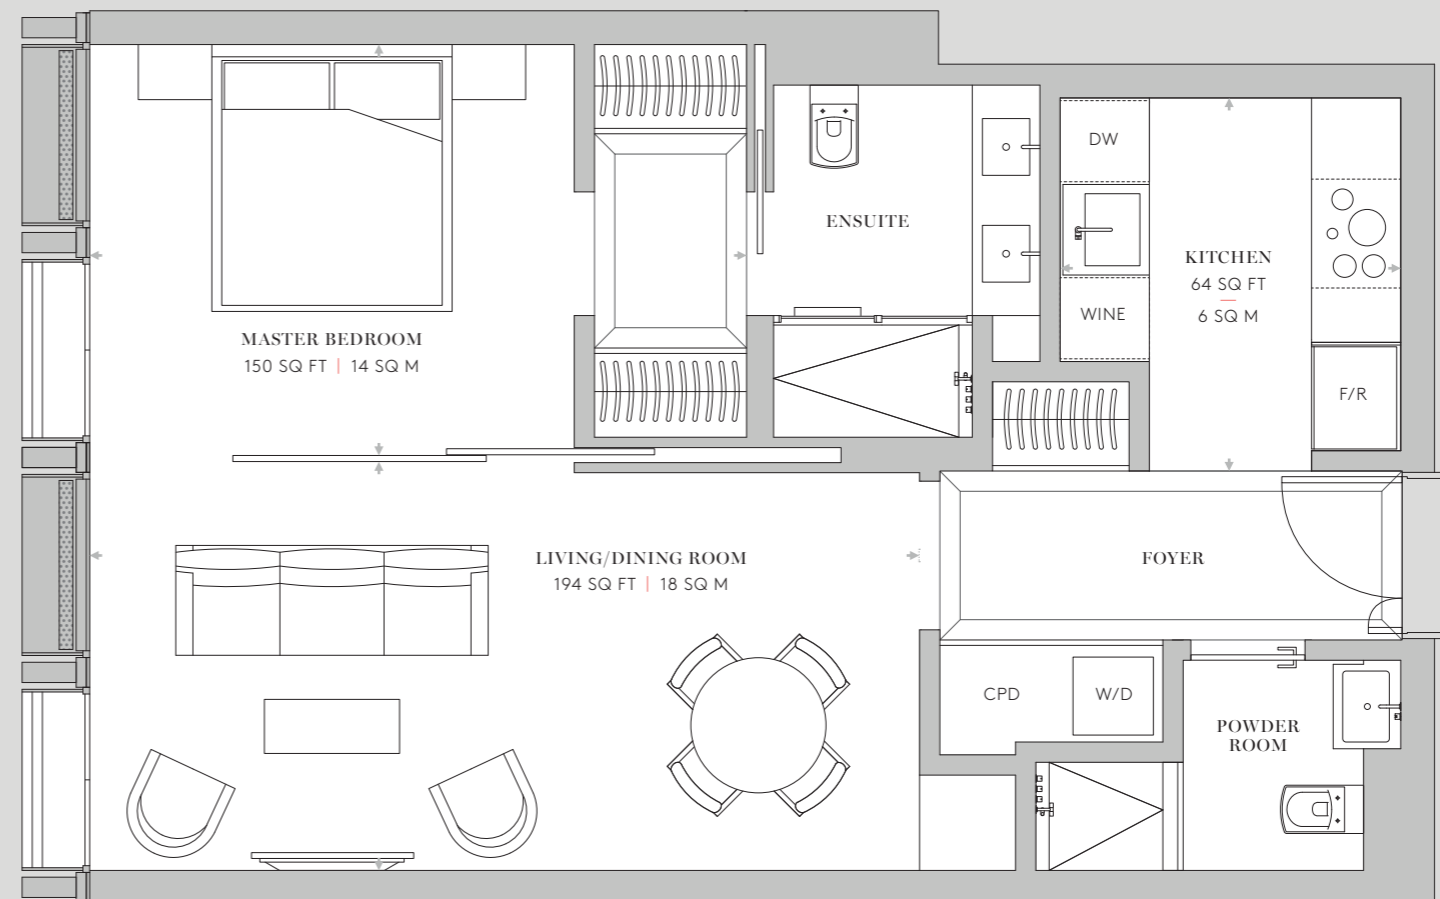 DW
ENSUITE
KITCHEN
64 SQ FT
6 SQ M
WINE
MASTER BEDROOM
150 SQ FT | 14 SQ M
F/R
LIVING/DINING ROOM
194 SQ FT | 18 SQ M
FOYER
CPD
W/D
POWDER
ROOM